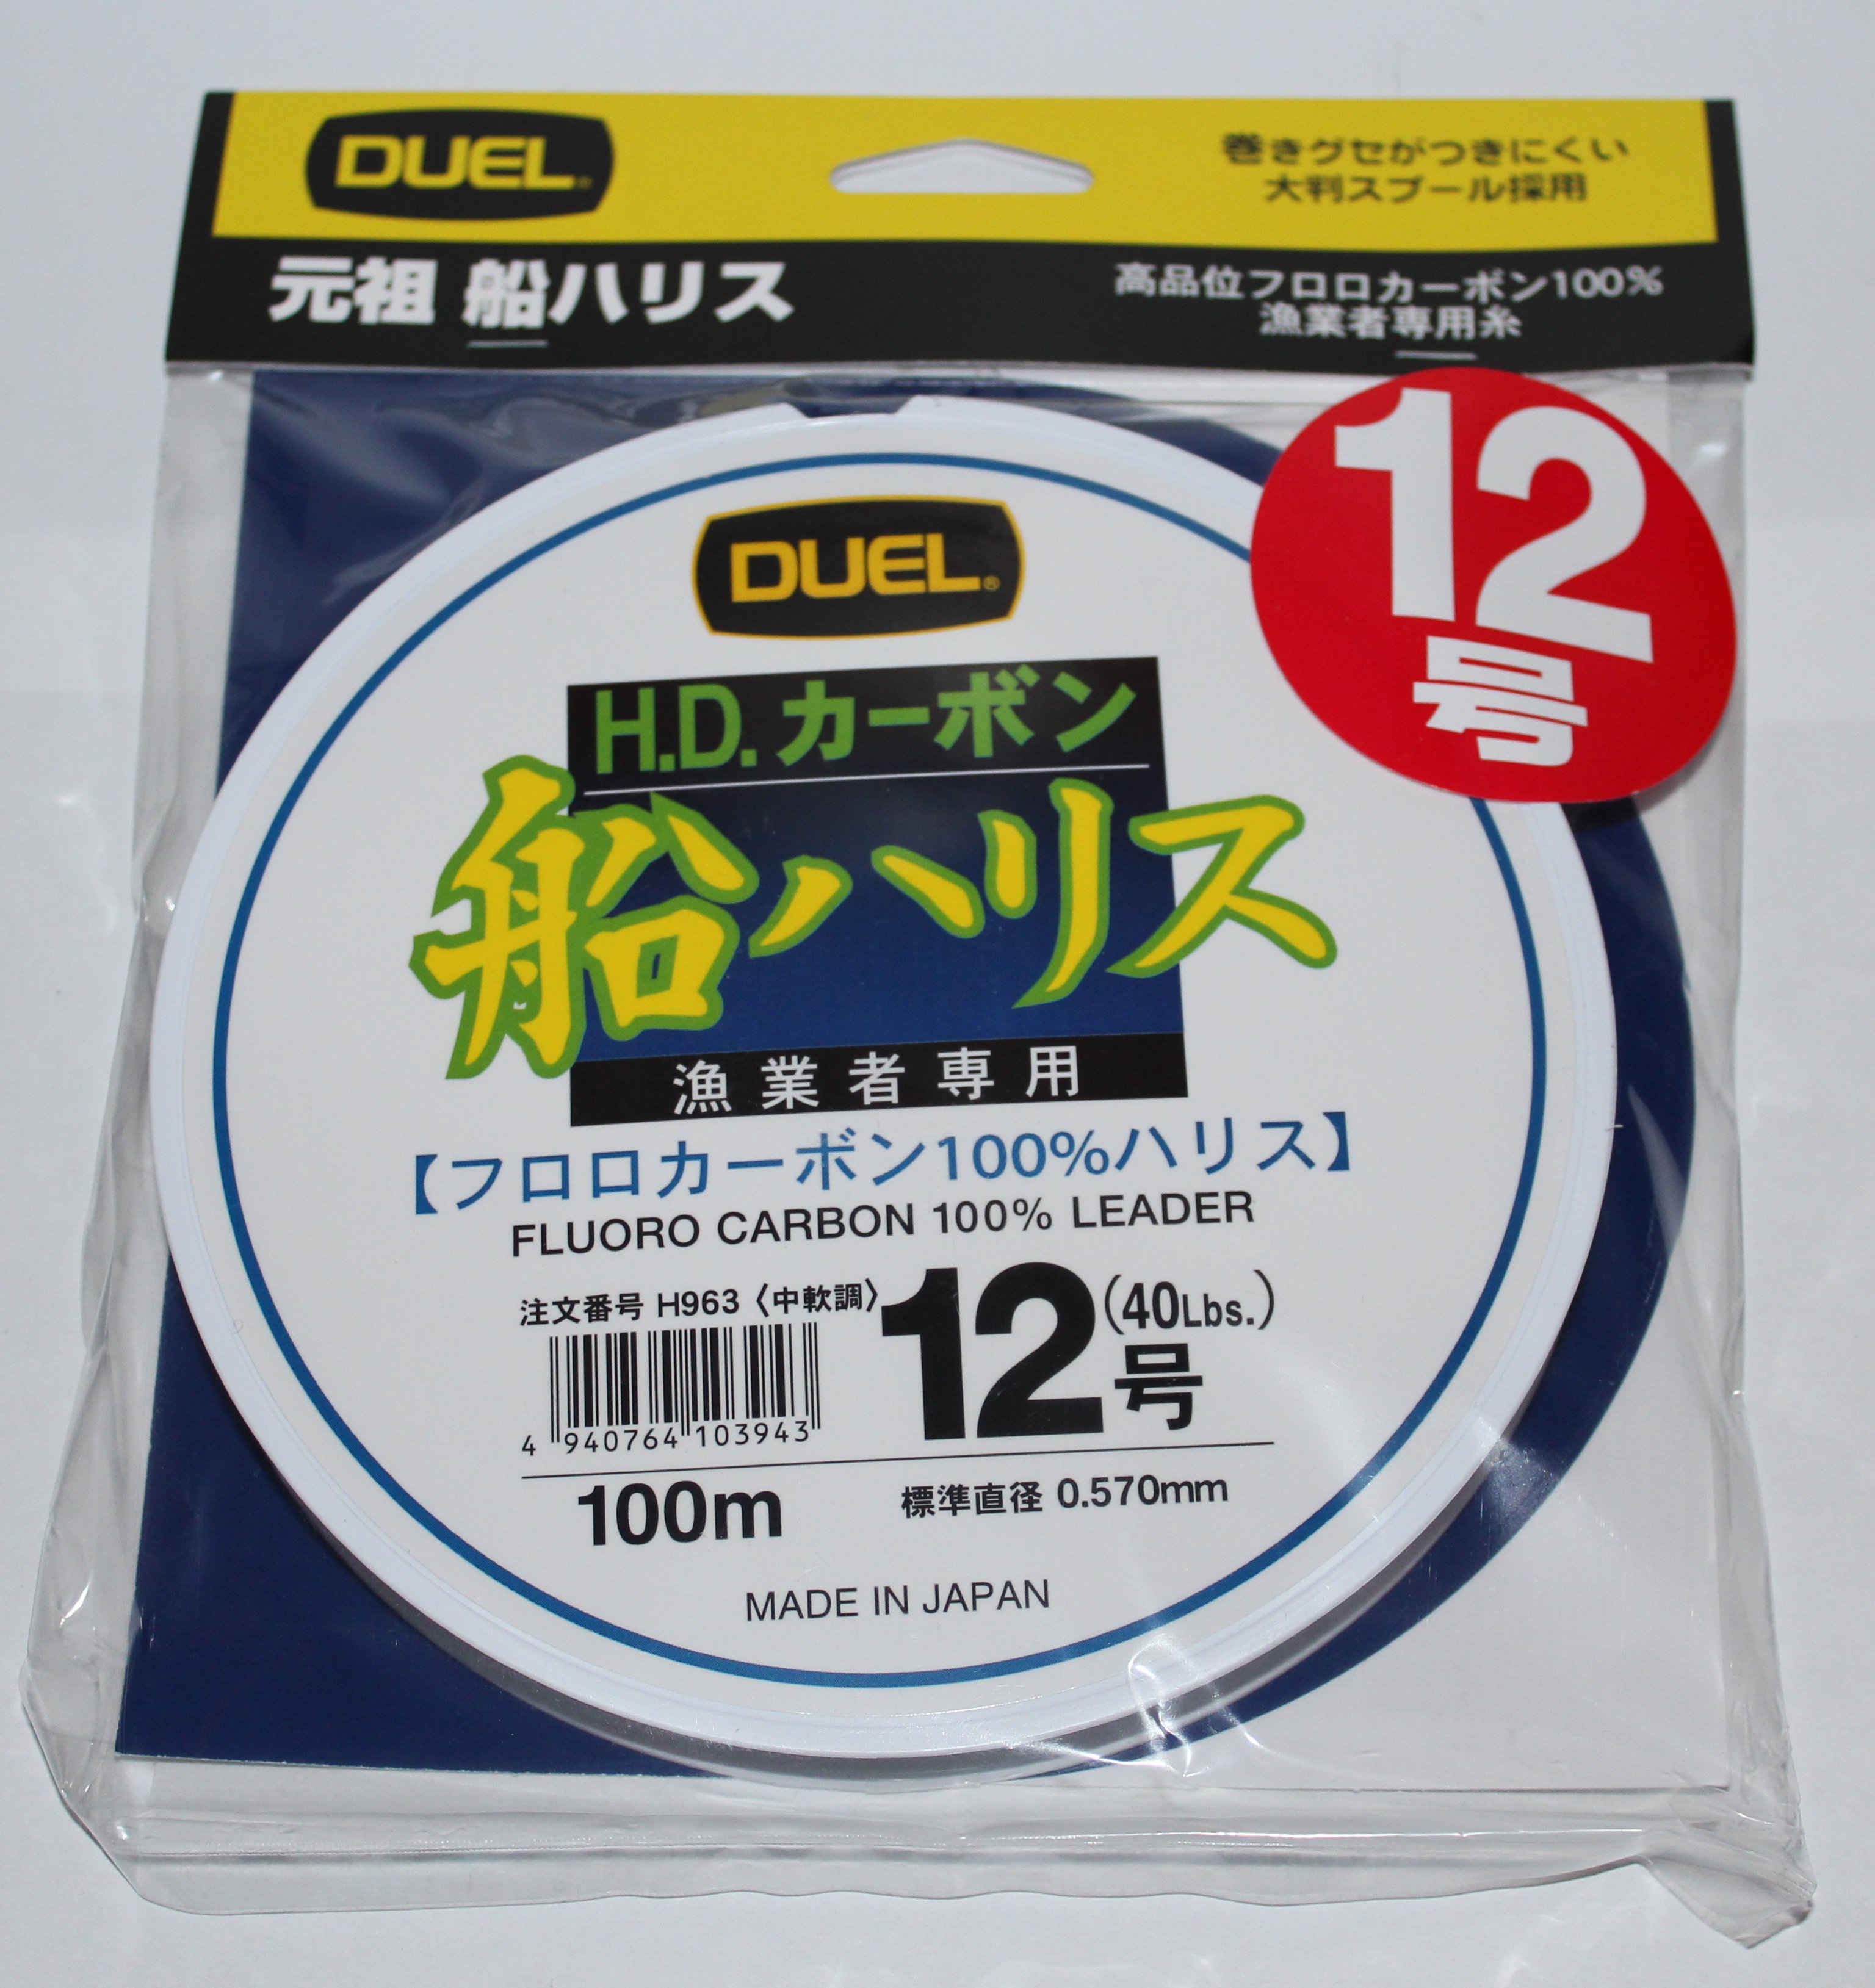 DUEL®
巻きグセがつきにくい
大判スプール採用
元祖 船ハリス
高品位フロロカーボン100%
漁業者専用糸
12
号
DUEL®
H.D.カーボン
船ハリス
漁業者専用
【フロロカーボン100%ハリス】
FLUORO CARBON 100% LEADER
注文番号 H963〈中軟調〉
12号(40Lbs.)
4 940764 103943
100m
標準直径 0.570mm
MADE IN JAPAN